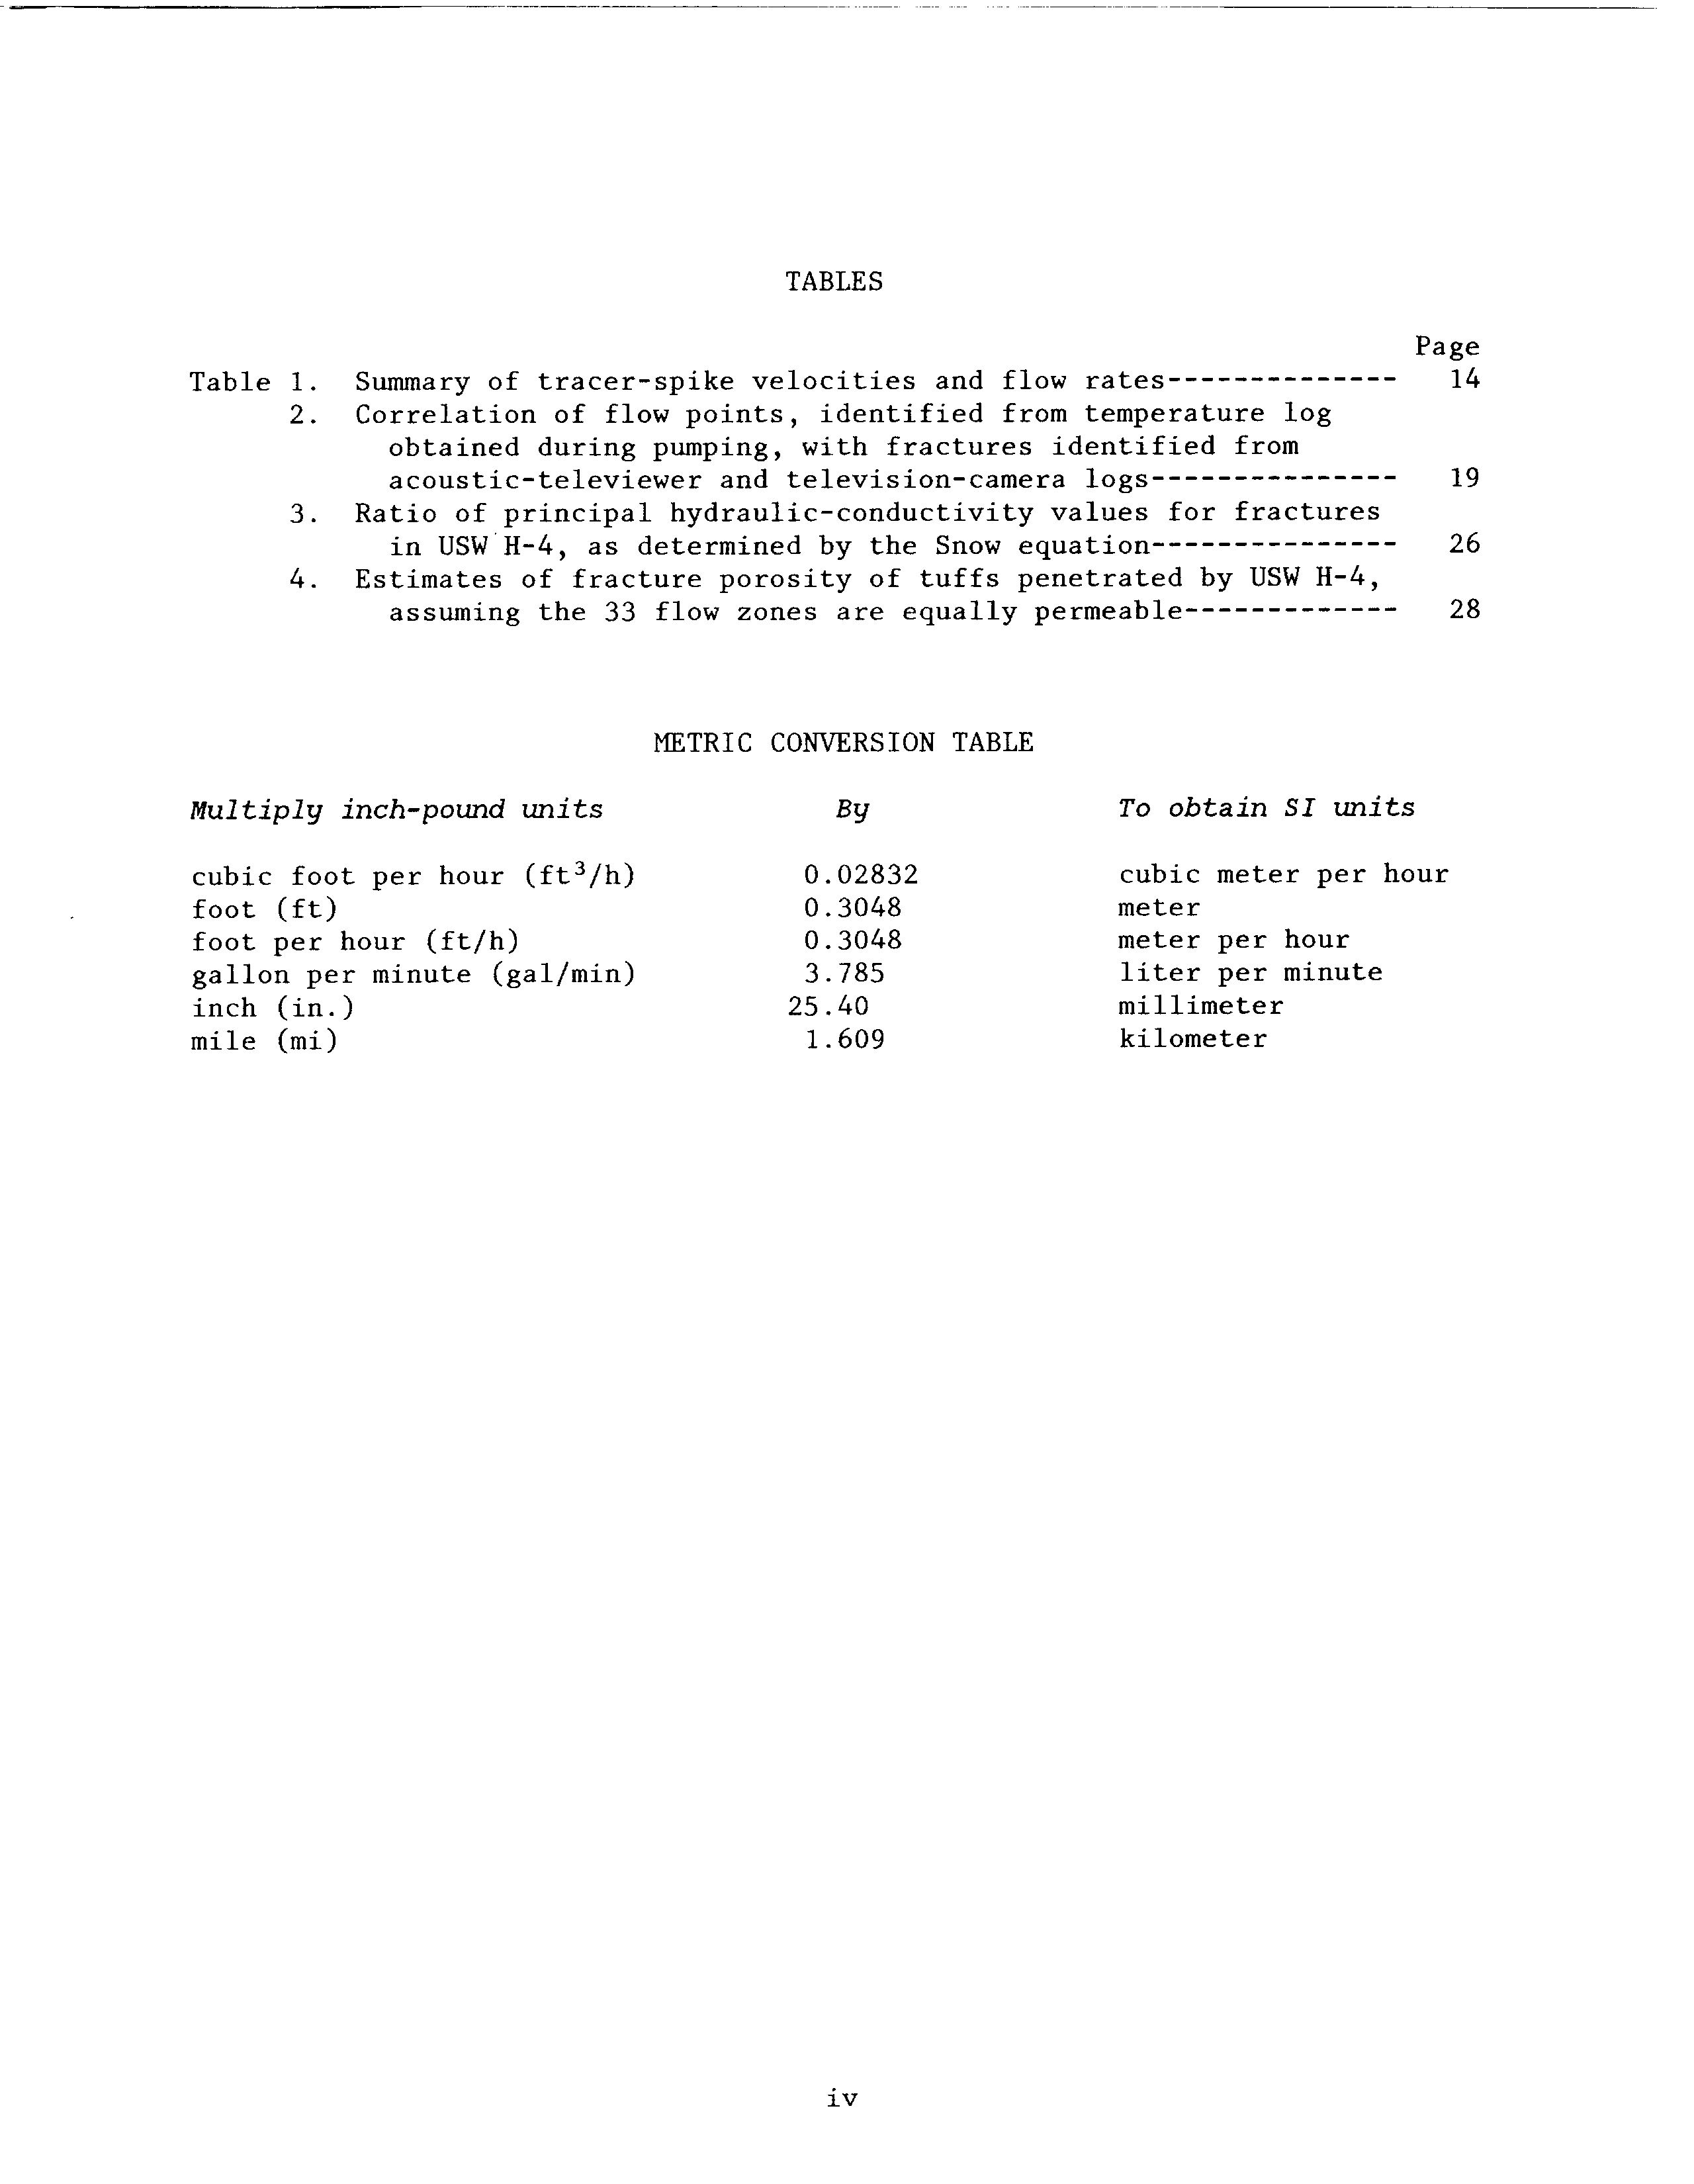 TABLES
Page
Table 1. Summary of tracer-spike velocities and flow rates-------------- 14
2. Correlation of flow points, identified from temperature log
obtained during pumping, with fractures identified from
acoustic-televiewer and television-camera logs--------------- 19
3. Ratio of principal hydraulic-conductivity values for fractures
in USW H-4, as determined by the Snow equation--------------- 26
4. Estimates of fracture porosity of tuffs penetrated by USW H-4,
assuming the 33 flow zones are equally permeable------------- 28
METRIC CONVERSION TABLE
Multiply inch-pound units By To obtain SI units
cubic foot per hour (ft³/h) 0.02832 cubic meter per hour
foot (ft) 0.3048 meter
foot per hour (ft/h) 0.3048 meter per hour
gallon per minute (gal/min) 3.785 liter per minute
inch (in.) 25.40 millimeter
mile (mi) 1.609 kilometer
iv